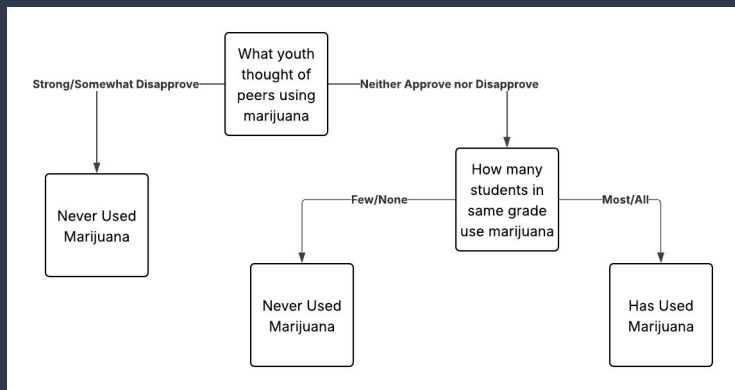 What youth
thought of
peers using
marijuana
Strong/Somewhat Disapprove
Neither Approve nor Disapprove
Never Used
Marijuana
How many
students in
same grade
use marijuana
Few/None
Most/All
Never Used
Marijuana
Has Used
Marijuana